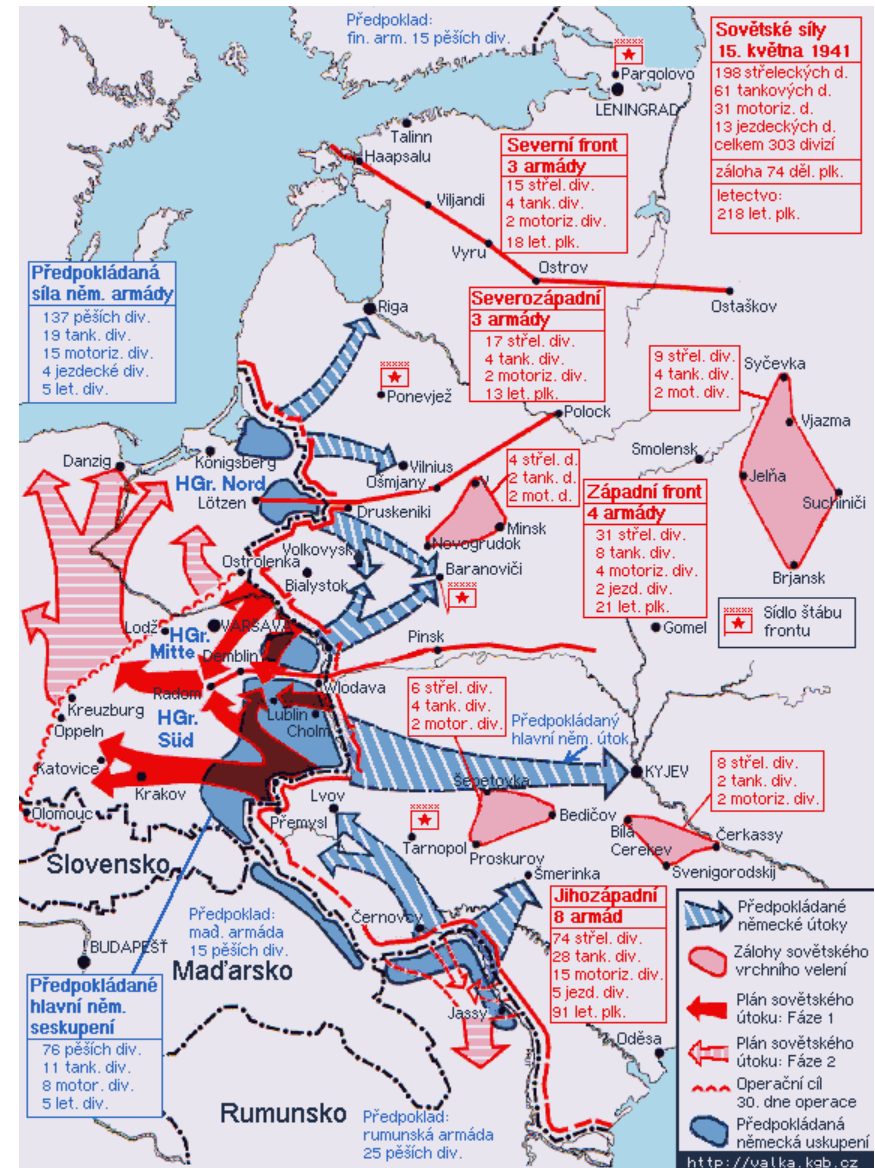 Předpoklad:
fin. arm. 15 pěších div.
Sovětské síly
15. května 1941
198 střeleckých d.
61 tankových d.
31 motoriz. d.
13 jezdeckých d.
celkem 303 divizí
záloha 74 děl. plk.
letectvo:
218 let. plk.
Pargolovo
LENINGRAD
Talinn
Haapsalu
Severní front
3 armády
15 střel. div.
4 tank. div.
2 motoriz. div.
18 let. plk.
Viljandi
Vyru
Ostrov
Ostaškov
Předpokládaná
síla něm. armády
137 pěších div.
19 tank. div.
15 motoriz. div.
4 jezdecké div.
5 let. div.
Riga
Severozápadní
3 armády
17 střel. div.
4 tank. div.
2 motoriz. div.
13 let. plk.
Ponevjež
Polock
9 střel. div.
4 tank. div.
2 mot. div.
Syčevka
Vjazma
Smolensk
Jelňa
Suchiniči
Brjansk
Danzig
Königsberg
HGr. Nord
Lötzen
Vilnius
Ošmjany
4 střel. d.
2 tank. d.
2 mot. d.
Západní front
4 armády
31 střel. div.
8 tank. div.
4 motoriz. div.
2 jezd. div.
21 let. plk.
Druskeniki
Minsk
Novogrudok
Volkovysk
Ostrolenka
Bialystok
Baranoviči
Sídlo štábu
frontu
Gomel
Lodž
VARŠAVA
HGr.
Mitte
Demblin
Pinsk
Radom
Wlodava
Kreuzburg
Oppeln
HGr.
Süd
Lublin
Cholm
6 střel. div.
4 tank. div.
2 motor. div.
Předpokládaný
hlavní něm. útok
Katovice
Krakov
KYJEV
Šepetovka
8 střel. div.
2 tank. div.
2 motoriz. div.
Olomouc
Lvov
Přemysl
Bedičov
Bilá
Cerekev
Čerkassy
Tarnopol
Proskurov
Svenigorodskij
Slovensko
Šmerinka
Předpoklad:
maď. armáda
15 pěších div.
Černovcy
Jihozápadní
8 armád
74 střel. div.
28 tank. div.
15 motoriz. div.
5 jezd. div.
91 let. plk.
Předpokládané
německé útoky
Zálohy sovětského
vrchního velení
BUDAPEŠŤ
Maďarsko
Předpokládané
hlavní něm.
seskupení
76 pěších div.
11 tank. div.
8 motor. div.
5 let. div.
Jassy
Oděsa
Plán sovětského
útoku: Fáze 1
Plán sovětského
útoku: Fáze 2
Operační cíl
30. dne operace
Předpokládaná
německá uskupení
Rumunsko
Předpoklad:
rumunská armáda
25 pěších div.
http://valka.kgb.cz